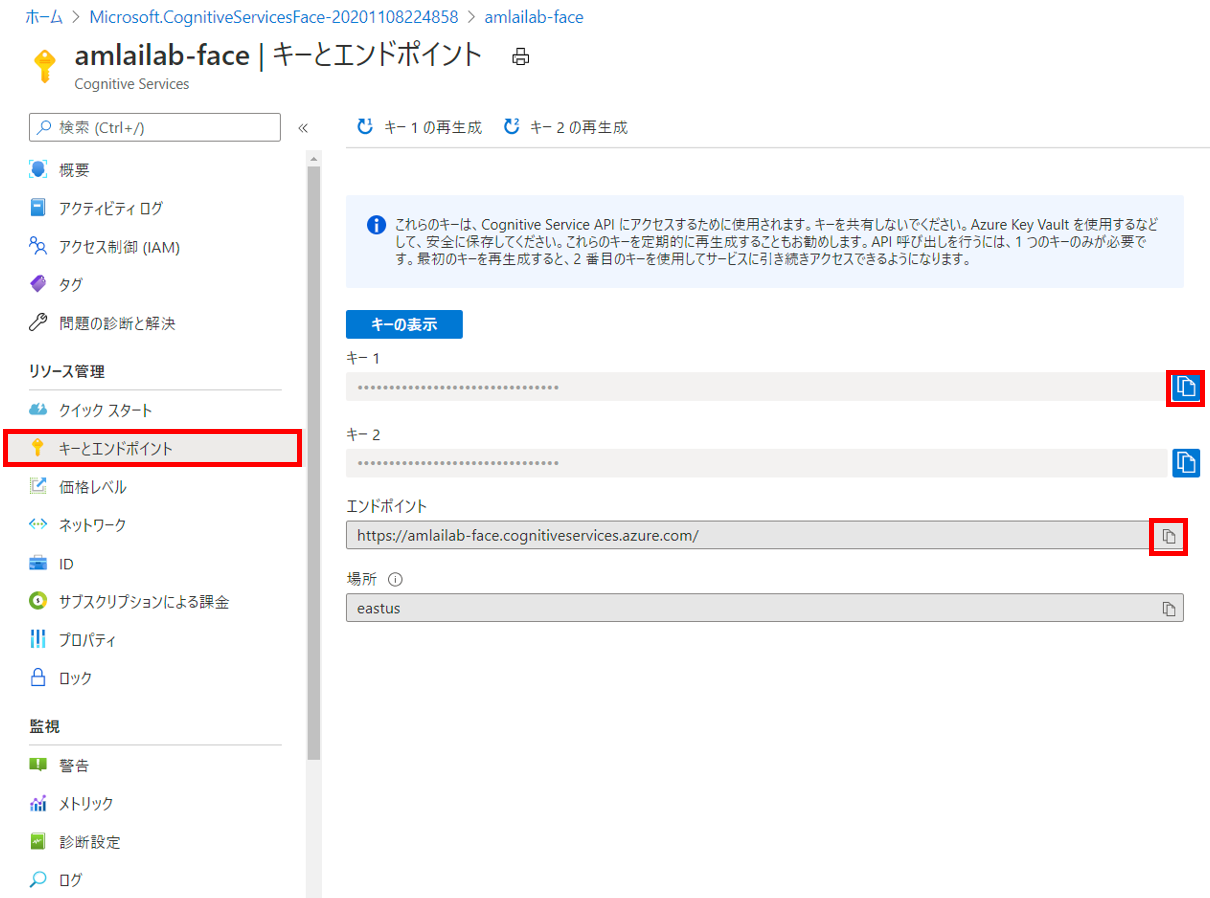 ホーム > Microsoft.CognitiveServicesFace-20201108224858 > amlailab-face
amlailab-face | キーとエンドポイント
Cognitive Services
検索 (Ctrl+/)
«
キー 1 の再生成 キー 2 の再生成
概要
アクティビティ ログ
アクセス制御 (IAM)
タグ
問題の診断と解決
リソース管理
クイック スタート
キーとエンドポイント
価格レベル
ネットワーク
ID
サブスクリプションによる課金
プロパティ
ロック
監視
警告
メトリック
診断設定
ログ
これらのキーは、Cognitive Service API にアクセスするために使用されます。キーを共有しないでください。Azure Key Vault を使用するなど
して、安全に保存してください。これらのキーを定期的に再生成することもお勧めします。API 呼び出しを行うには、1 つのキーのみが必要で
す。最初のキーを再生成すると、2 番目のキーを使用してサービスに引き続きアクセスできるようになります。
キーの表示
キー 1
••••••••••••••••••••••••••••••••
キー 2
••••••••••••••••••••••••••••••••
エンドポイント
https://amlailab-face.cognitiveservices.azure.com/
場所
eastus